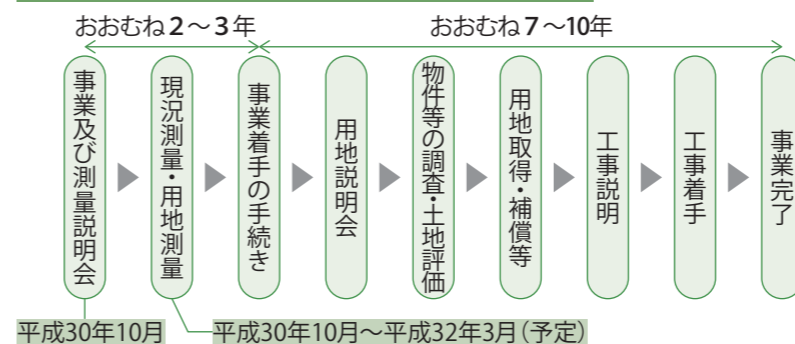 おおむね2～3年
おおむね7～10年
事業及び測量説明会
現況測量・用地測量
事業着手の手続き
用地説明会
物件等の調査・土地評価
用地取得・補償等
工事説明
工事着手
事業完了
平成30年10月
平成30年10月～平成32年3月（予定）